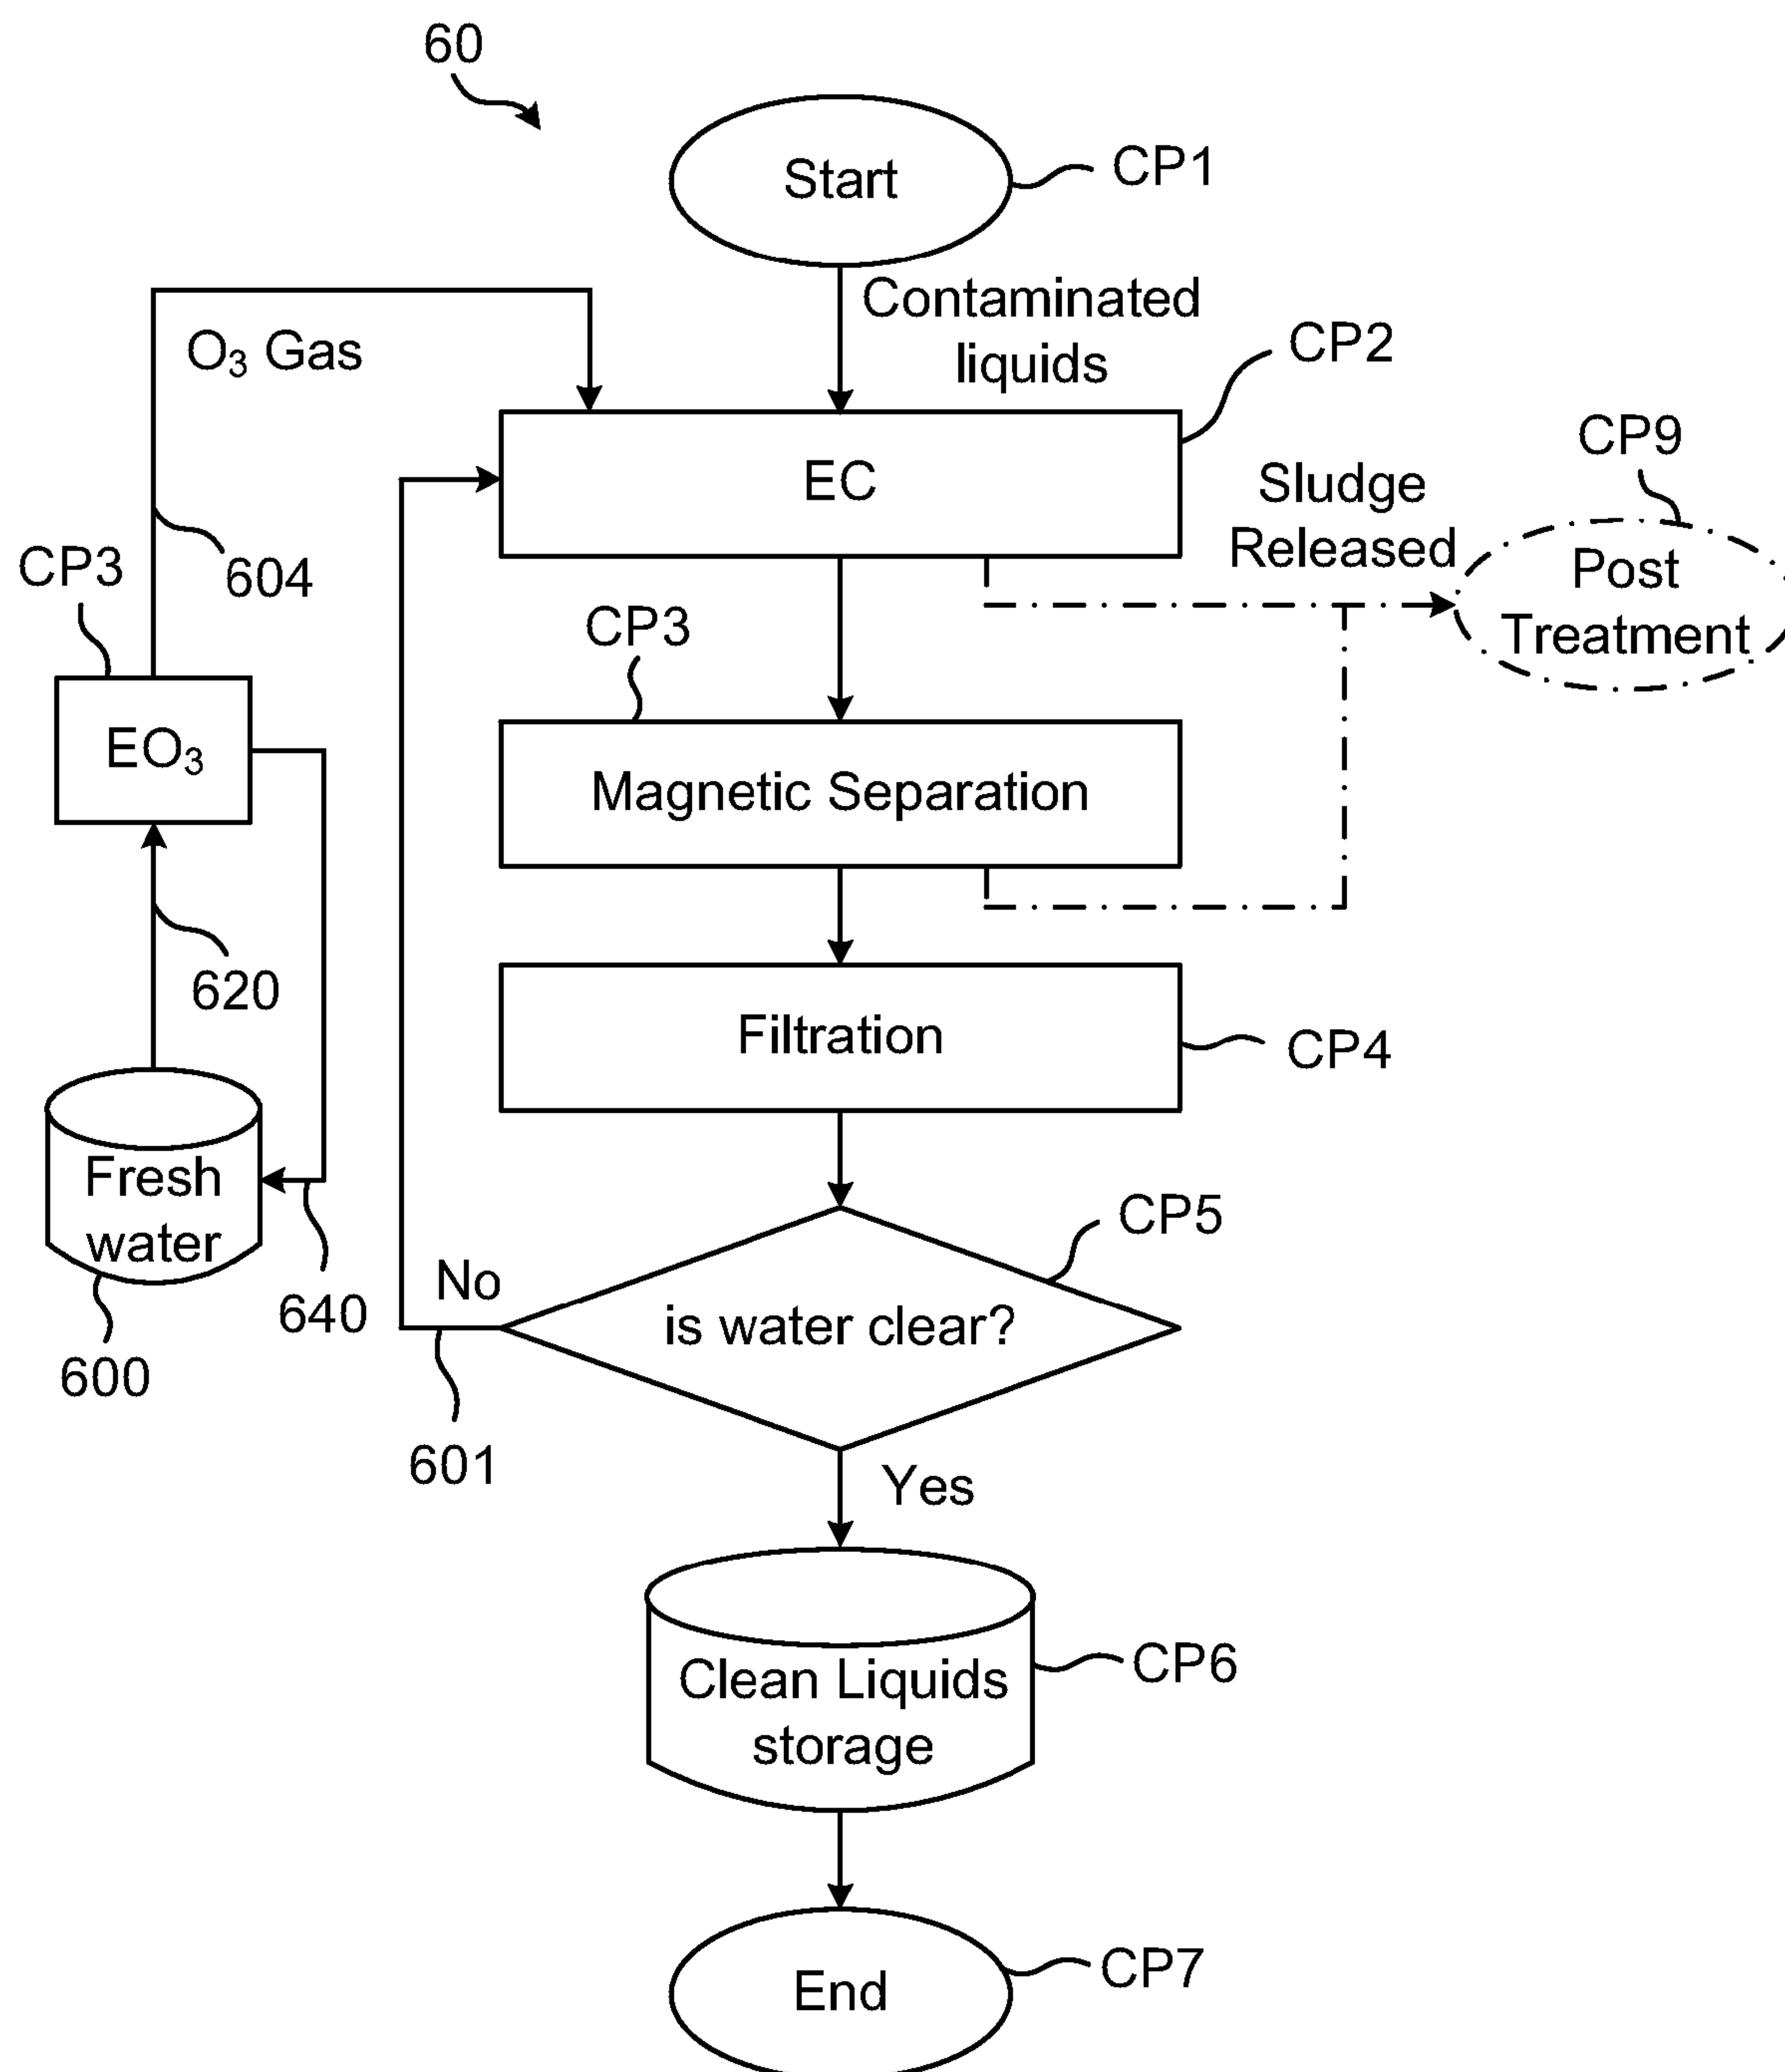 60
Start
CP1
Contaminated
liquids
O₃ Gas
CP2
EC
CP9
Sludge
Released
Post
Treatment
CP3
604
CP3
EO₃
Magnetic Separation
620
Filtration
CP4
Fresh
water
640
600
CP5
No
is water clear?
601
Yes
Clean Liquids
storage
CP6
End
CP7